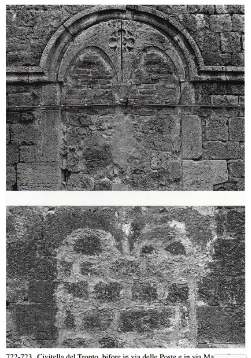 722-723. Civitella del Tronto, bifore in via delle Poste e in via Ma